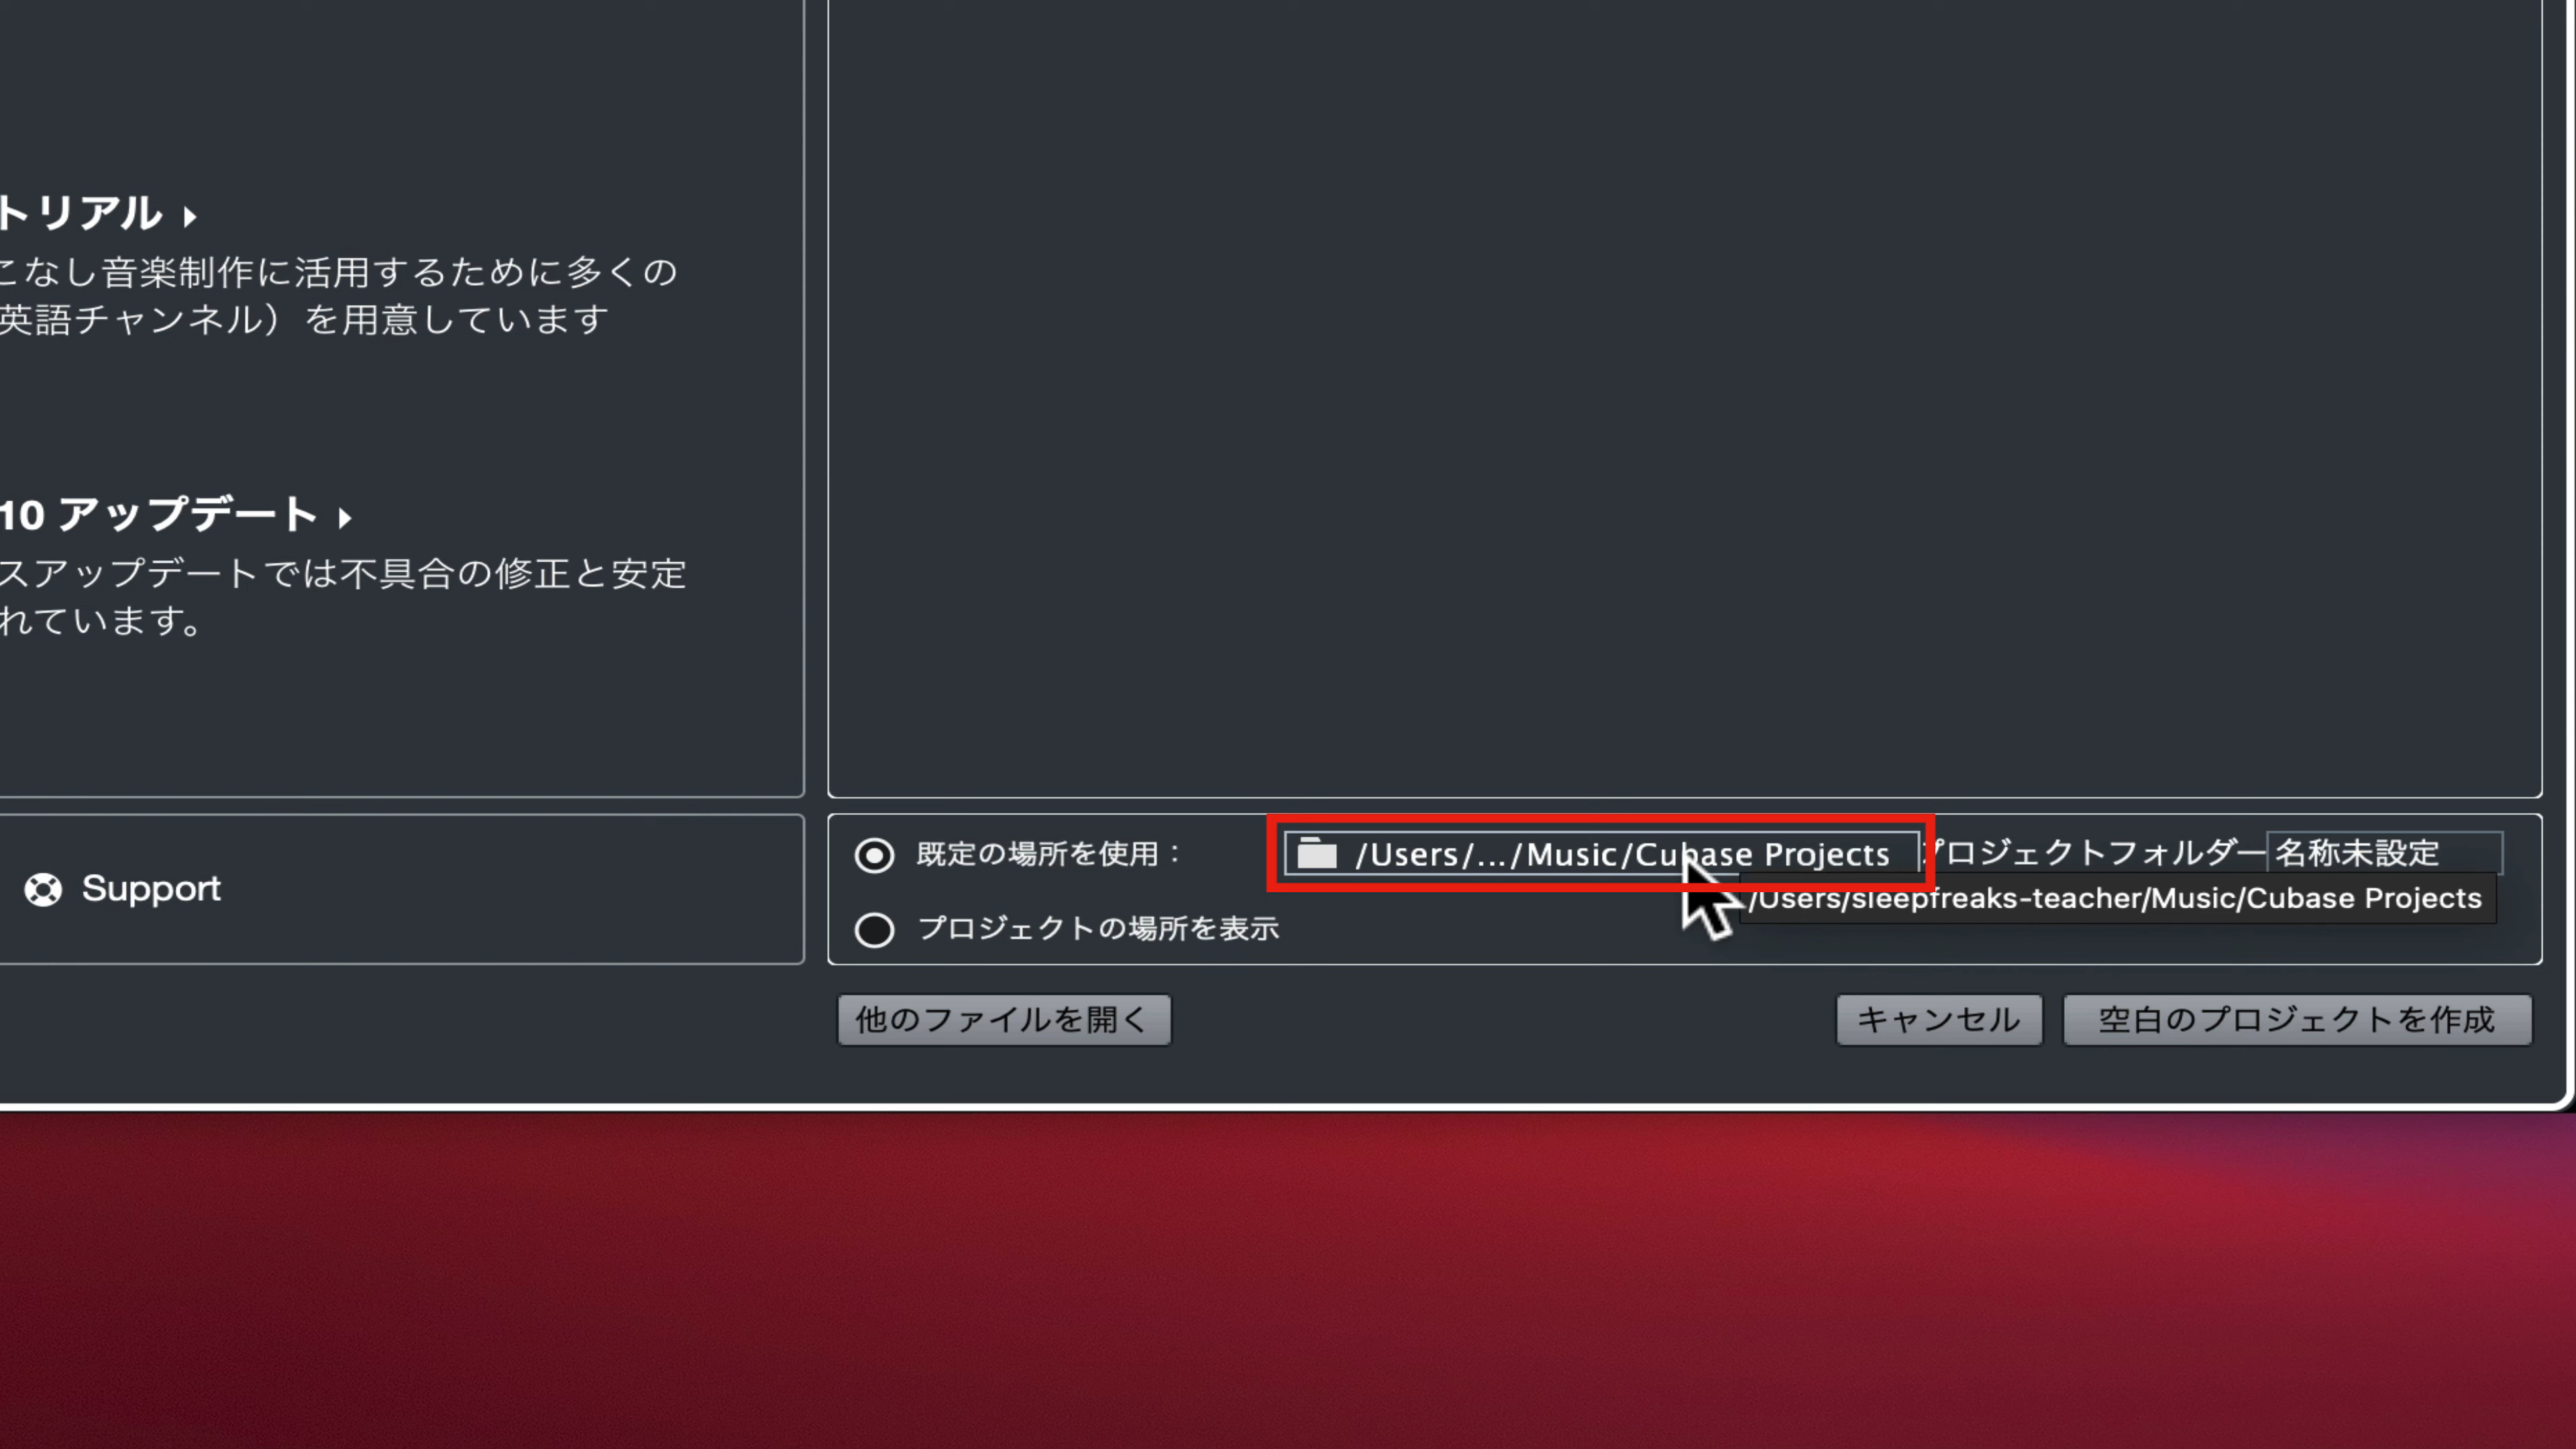 トリアル
こなし音楽制作に活用するために多くの
英語チャンネル）を用意しています
10 アップデート
スアップデートでは不具合の修正と安定
れています。
Support
既定の場所を使用：
/Users/.../Music/Cubase Projects
プロジェクトフォルダー
名称未設定
/Users/sleepfreaks-teacher/Music/Cubase Projects
プロジェクトの場所を表示
他のファイルを開く
キャンセル
空白のプロジェクトを作成